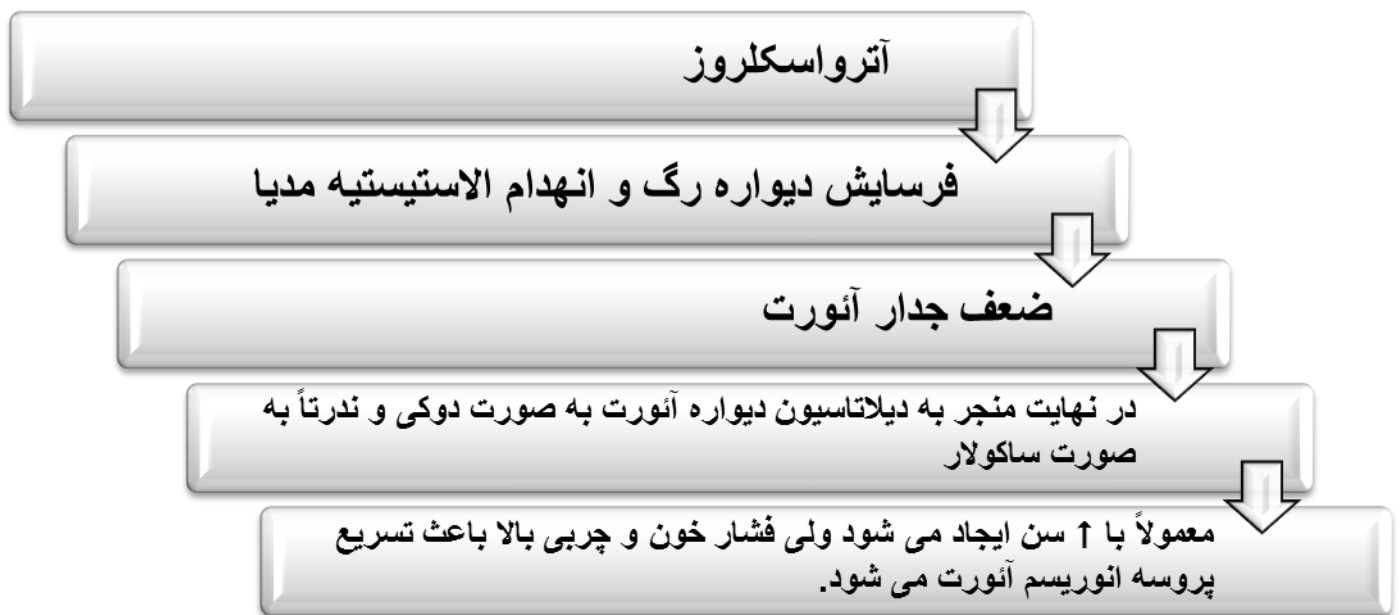 آترواسکلروز
فرسایش دیواره رگ و انهدام الاستیستیه مدیا
ضعف جدار آئورت
در نهایت منجر به دیلاتاسیون دیواره آئورت به صورت دوکی و ندرتاً به
صورت ساکولار
معمولاً با ↑ سن ایجاد می شود ولی فشار خون و چربی بالا باعث تسریع
پروسه انوریسم آئورت می شود.